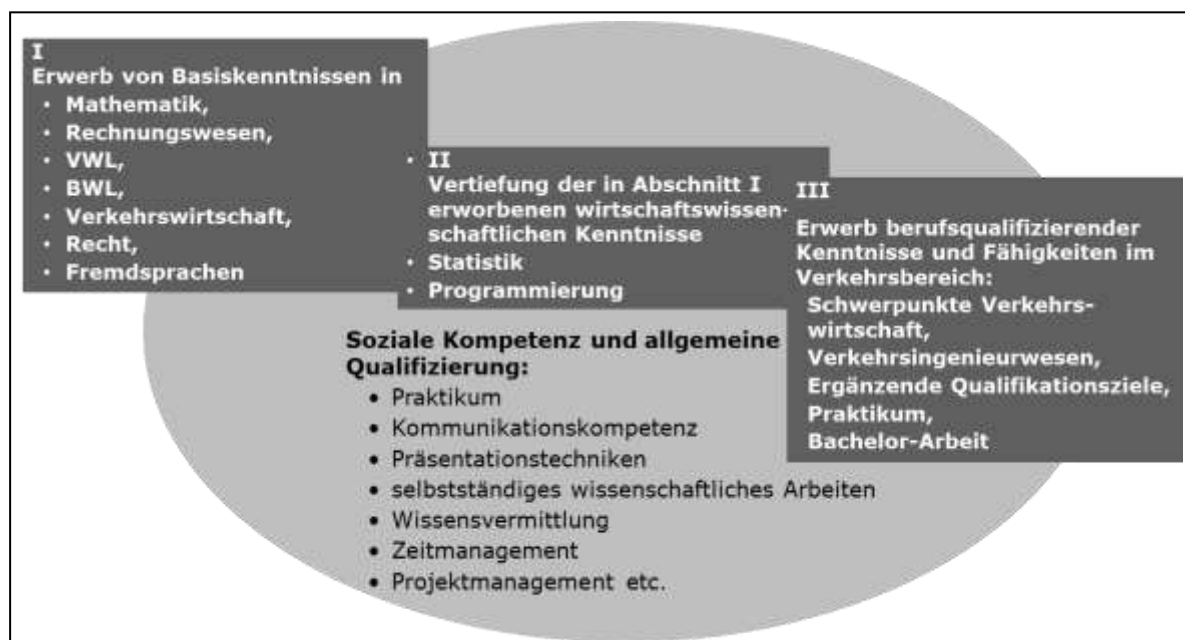 I
Erwerb von Basiskenntnissen in
• Mathematik,
• Rechnungswesen,
• VWL,
• BWL,
• Verkehrswirtschaft,
• Recht,
• Fremdsprachen
• II
Vertiefung der in Abschnitt I
erworbenen wirtschaftswissen-
schaftlichen Kenntnisse
• Statistik
• Programmierung
III
Erwerb berufsqualifizierender
Kenntnisse und Fähigkeiten im
Verkehrsbereich:
Schwerpunkte Verkehrs-
wirtschaft,
Verkehrsingenieurwesen,
Ergänzende Qualifikationsziele,
Praktikum,
Bachelor-Arbeit
Soziale Kompetenz und allgemeine
Qualifizierung:
• Praktikum
• Kommunikationskompetenz
• Präsentationstechniken
• selbstständiges wissenschaftliches Arbeiten
• Wissensvermittlung
• Zeitmanagement
• Projektmanagement etc.